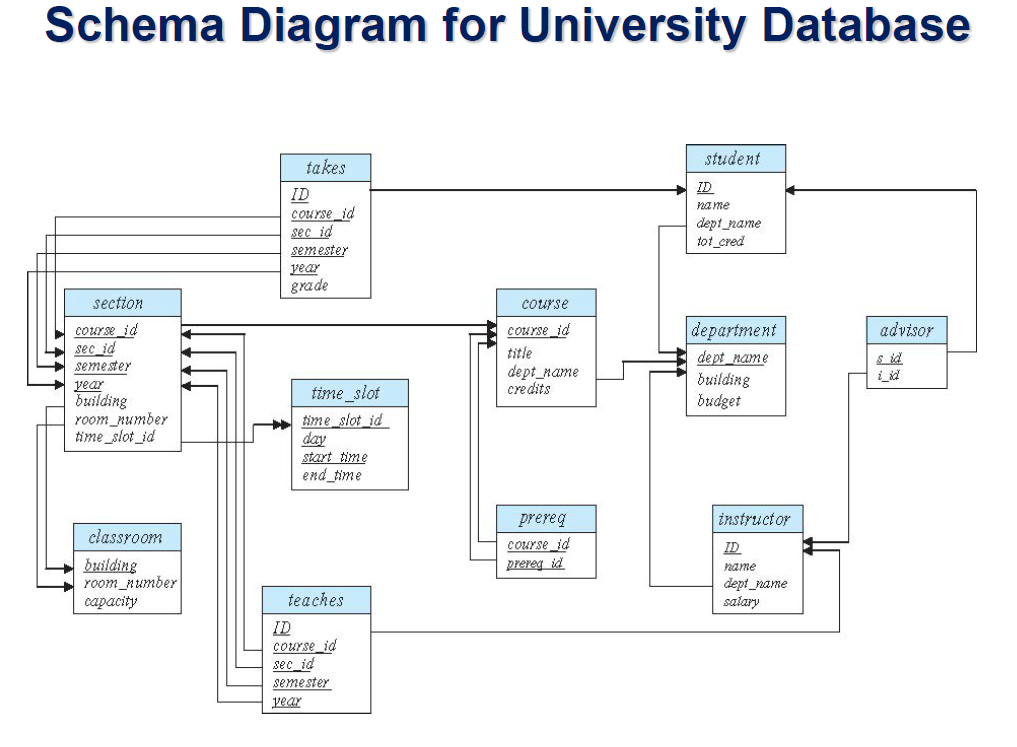 Schema Diagram for University Database
takes
ID
course_id
sec_id
semester
year
grade
student
ID
name
dept_name
tot_cred
section
course_id
sec_id
semester
year
building
room_number
time_slot_id
course
course_id
title
dept_name
credits
department
dept_name
building
budget
advisor
s_id
i_id
time_slot
time_slot_id
day
start_time
end_time
prereq
course_id
prereq_id
instructor
ID
name
dept_name
salary
classroom
building
room_number
capacity
teaches
ID
course_id
sec_id
semester
year